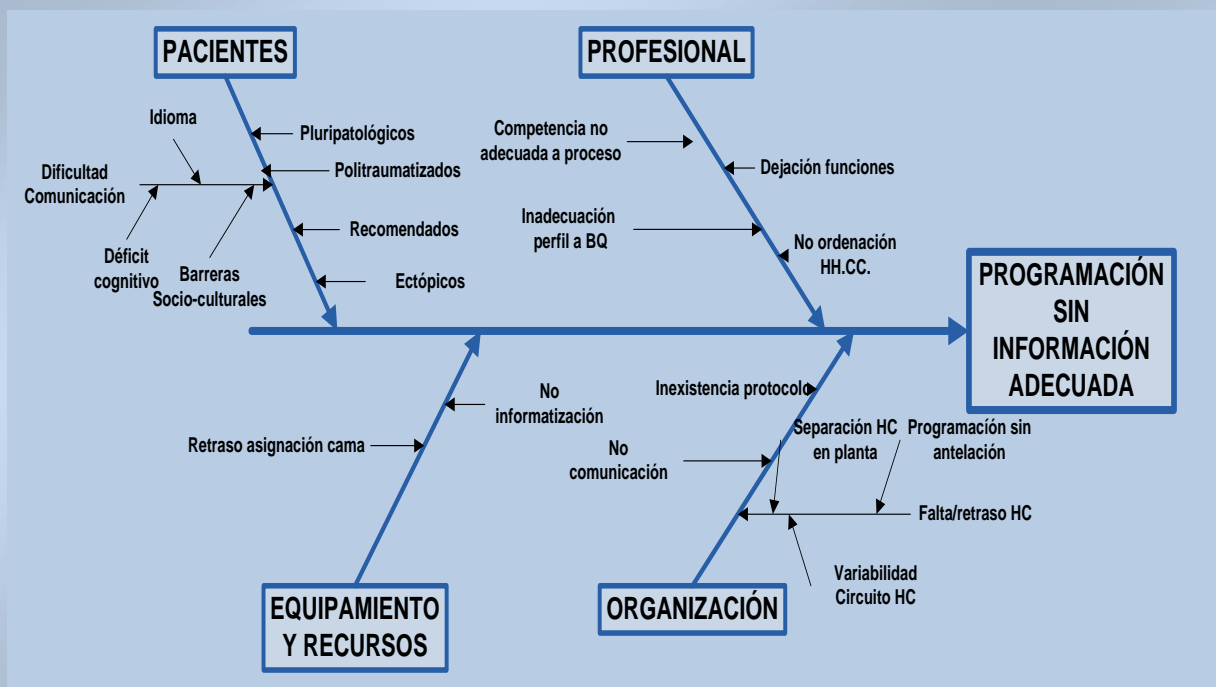 PACIENTES
PROFESIONAL
Idioma
Pluripatológicos
Dificultad
Comunicación
Politraumatizados
Déficit
cognitivo
Barreras
Socio-culturales
Recomendados
Ectópicos
Competencia no
adecuada a proceso
Dejación funciones
Inadecuación
perfil a BQ
No ordenación
HH.CC.
PROGRAMACIÓN
SIN
INFORMACIÓN
ADECUADA
No
informatización
Retraso asignación cama
Inexistencia protocolo
No
comunicación
Separación HC
en planta
Programación sin
antelación
Falta/retraso HC
Variabilidad
Circuito HC
EQUIPAMIENTO
Y RECURSOS
ORGANIZACIÓN